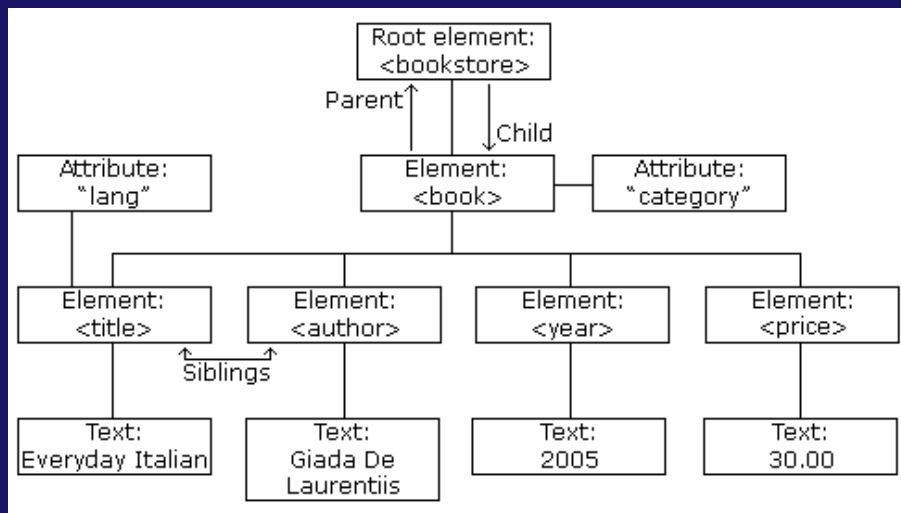 Root element:
<bookstore>
Parent
Child
Attribute:
“lang”
Element:
<book>
Attribute:
“category”
Element:
<title>
Element:
<author>
Element:
<year>
Element:
<price>
Siblings
Text:
Everyday Italian
Text:
Giada De
Laurentiis
Text:
2005
Text:
30.00